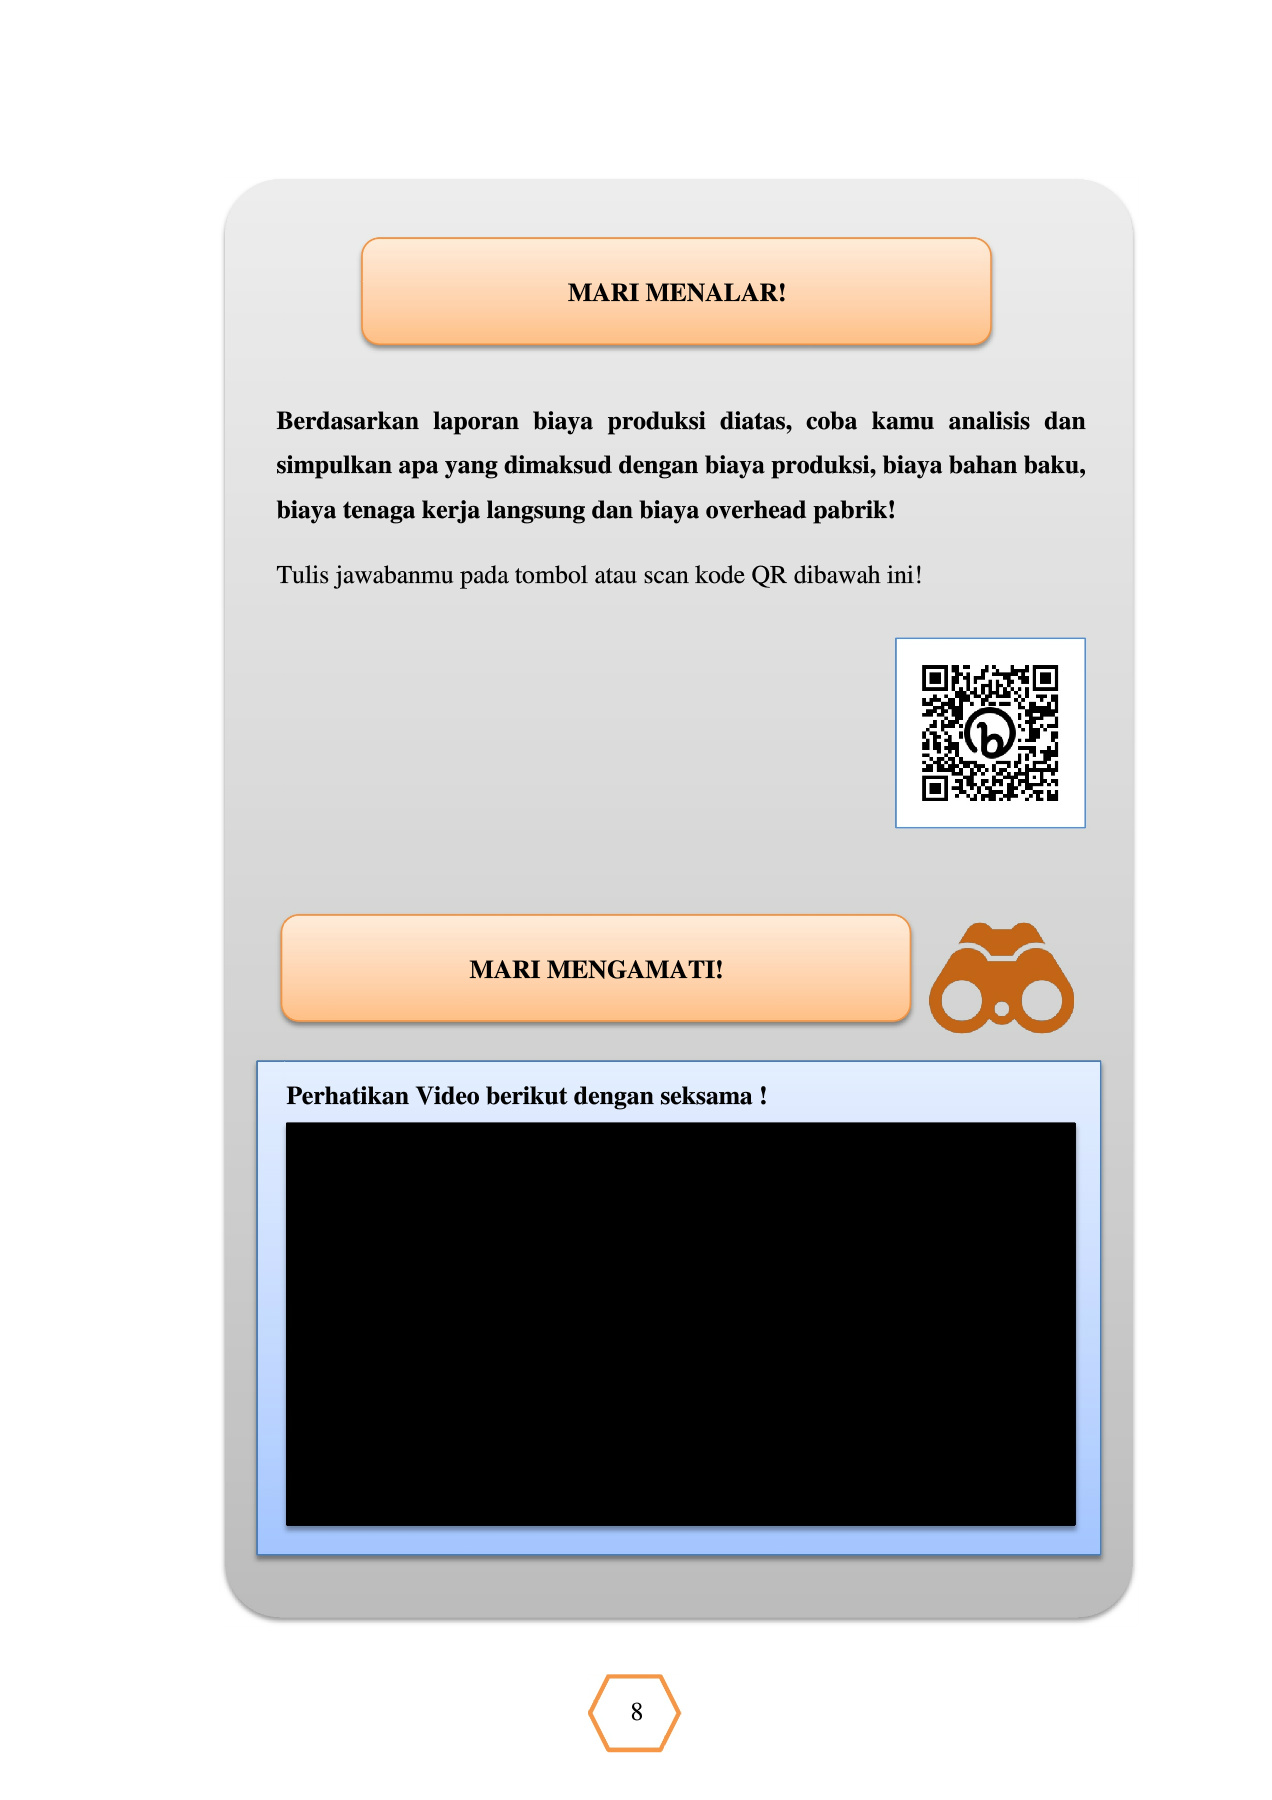 MARI MENALAR!
Berdasarkan laporan biaya produksi diatas, coba kamu analisis dan
simpulkan apa yang dimaksud dengan biaya produksi, biaya bahan baku,
biaya tenaga kerja langsung dan biaya overhead pabrik!
Tulis jawabanmu pada tombol atau scan kode QR dibawah ini!
b
MARI MENGAMATI!
Perhatikan Video berikut dengan seksama !
8